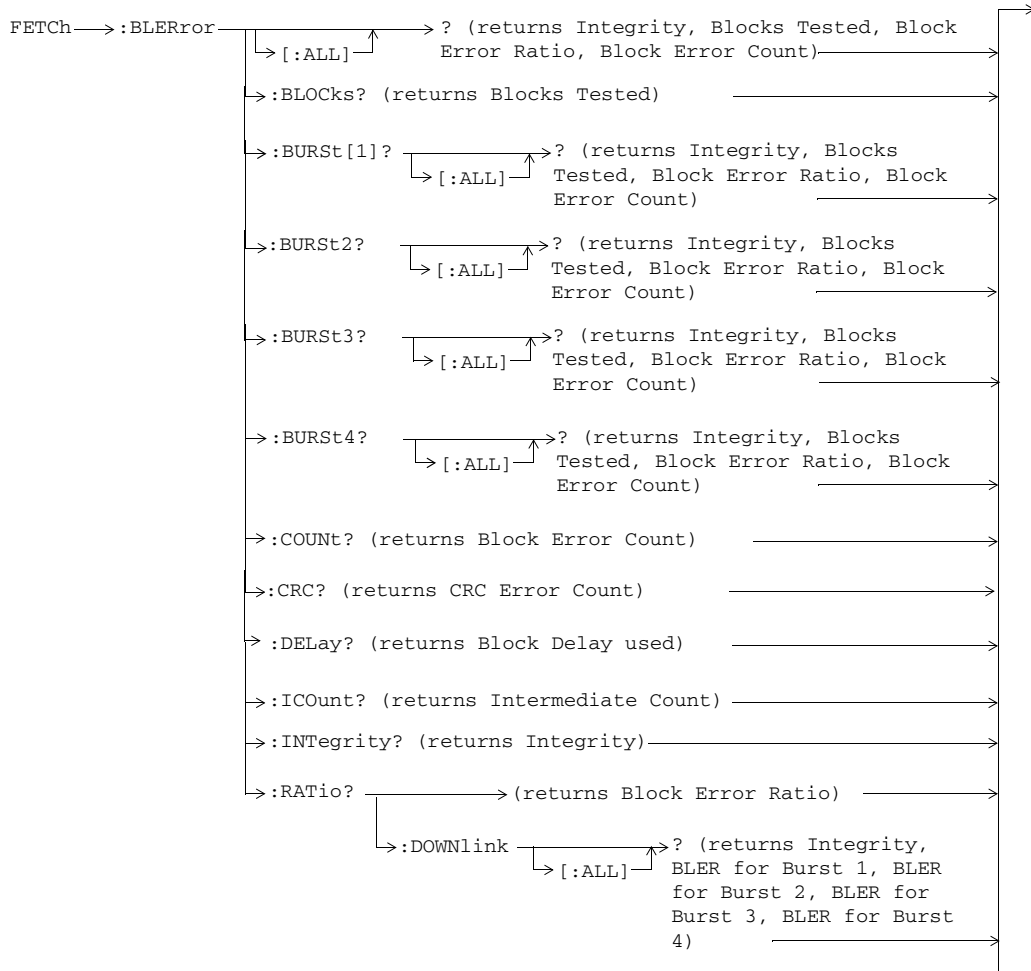 FETCh :BLERror ? (returns Integrity, Blocks Tested, Block
[:ALL] Error Ratio, Block Error Count)
:BLOCks? (returns Blocks Tested)
:BURSt[1]? ? (returns Integrity, Blocks
[:ALL] Tested, Block Error Ratio, Block
Error Count)
:BURSt2? ? (returns Integrity, Blocks
[:ALL] Tested, Block Error Ratio, Block
Error Count)
:BURSt3? ? (returns Integrity, Blocks
[:ALL] Tested, Block Error Ratio, Block
Error Count)
:BURSt4? ? (returns Integrity, Blocks
[:ALL] Tested, Block Error Ratio, Block
Error Count)
:COUNt? (returns Block Error Count)
:CRC? (returns CRC Error Count)
:DELay? (returns Block Delay used)
:ICOunt? (returns Intermediate Count)
:INTegrity? (returns Integrity)
:RATio? (returns Block Error Ratio)
:DOWNlink ? (returns Integrity,
[:ALL] BLER for Burst 1, BLER
for Burst 2, BLER for
Burst 3, BLER for Burst
4)